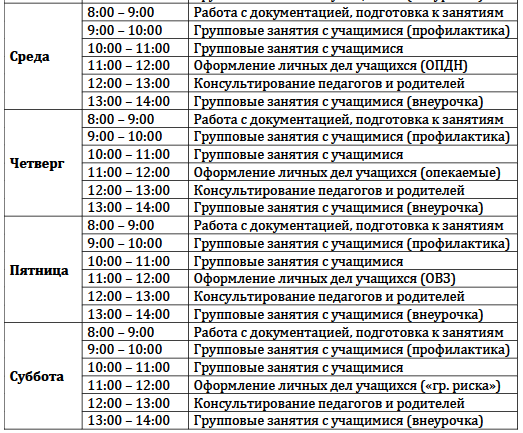 Среда
8:00 – 9:00 Работа с документацией, подготовка к занятиям
9:00 – 10:00 Групповые занятия с учащимися (профилактика)
10:00 – 11:00 Групповые занятия с учащимися
11:00 – 12:00 Оформление личных дел учащихся (ОПДН)
12:00 – 13:00 Консультирование педагогов и родителей
13:00 – 14:00 Групповые занятия с учащимися (внеурочка)
Четверг
8:00 – 9:00 Работа с документацией, подготовка к занятиям
9:00 – 10:00 Групповые занятия с учащимися (профилактика)
10:00 – 11:00 Групповые занятия с учащимися
11:00 – 12:00 Оформление личных дел учащихся (опекаемые)
12:00 – 13:00 Консультирование педагогов и родителей
13:00 – 14:00 Групповые занятия с учащимися (внеурочка)
Пятница
8:00 – 9:00 Работа с документацией, подготовка к занятиям
9:00 – 10:00 Групповые занятия с учащимися (профилактика)
10:00 – 11:00 Групповые занятия с учащимися
11:00 – 12:00 Оформление личных дел учащихся (ОВЗ)
12:00 – 13:00 Консультирование педагогов и родителей
13:00 – 14:00 Групповые занятия с учащимися (внеурочка)
Суббота
8:00 – 9:00 Работа с документацией, подготовка к занятиям
9:00 – 10:00 Групповые занятия с учащимися (профилактика)
10:00 – 11:00 Групповые занятия с учащимися
11:00 – 12:00 Оформление личных дел учащихся («гр. риска»)
12:00 – 13:00 Консультирование педагогов и родителей
13:00 – 14:00 Групповые занятия с учащимися (внеурочка)